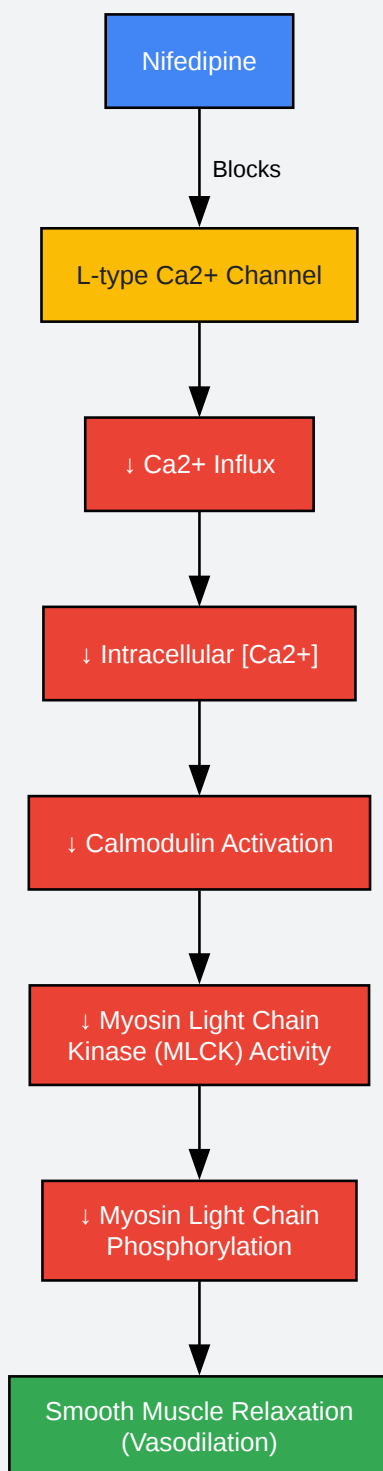 Nifedipine
Blocks
L-type Ca2+ Channel
↓ Ca2+ Influx
↓ Intracellular [Ca2+]
↓ Calmodulin Activation
↓ Myosin Light Chain
Kinase (MLCK) Activity
↓ Myosin Light Chain
Phosphorylation
Smooth Muscle Relaxation
(Vasodilation)